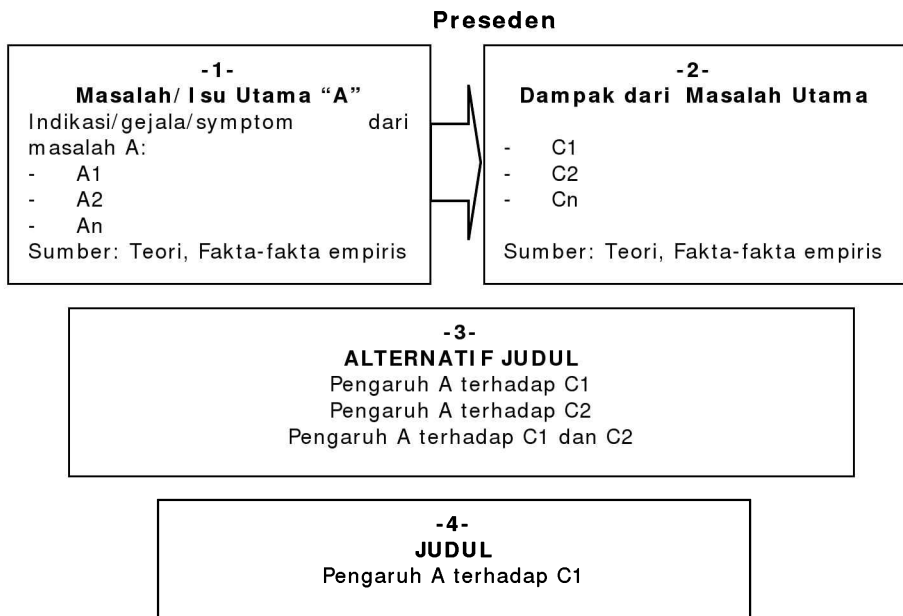 Preseden
-1-
Masalah/Isu Utama “A”
Indikasi/gejala/symptom dari
masalah A:
- A1
- A2
- An
Sumber: Teori, Fakta-fakta empiris
-2-
Dampak dari Masalah Utama
- C1
- C2
- Cn
Sumber: Teori, Fakta-fakta empiris
-3-
ALTERNATIF JUDUL
Pengaruh A terhadap C1
Pengaruh A terhadap C2
Pengaruh A terhadap C1 dan C2
-4-
JUDUL
Pengaruh A terhadap C1